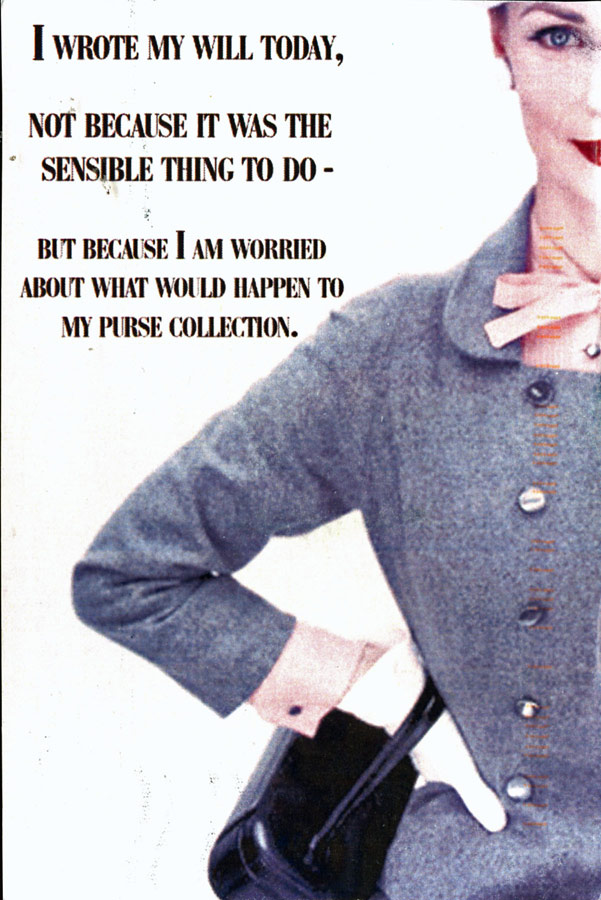 I WROTE MY WILL TODAY,
NOT BECAUSE IT WAS THE
SENSIBLE THING TO DO -
BUT BECAUSE I AM WORRIED
ABOUT WHAT WOULD HAPPEN TO
MY PURSE COLLECTION.